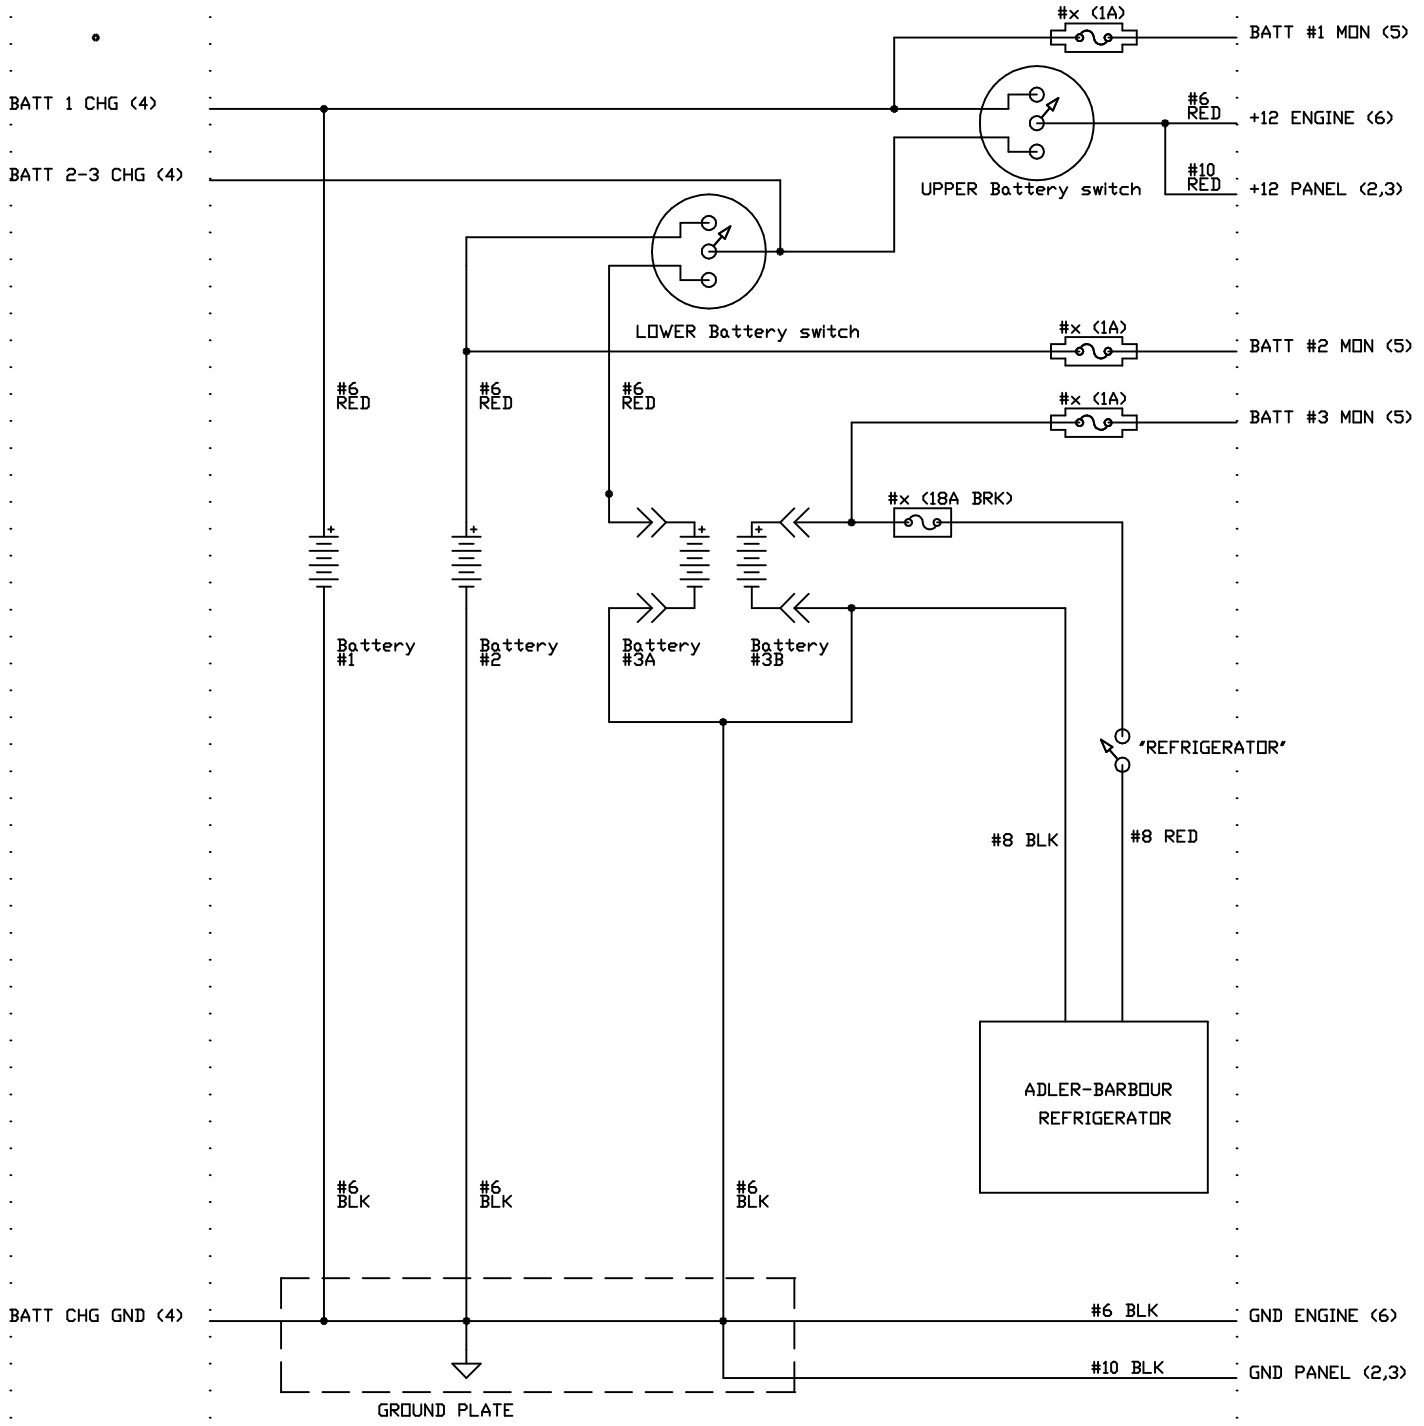 #x (1A)
BATT #1 MON (5)
BATT 1 CHG (4)
#6
RED
+12 ENGINE (6)
BATT 2-3 CHG (4)
#10
RED
+12 PANEL (2,3)
UPPER Battery switch
LOWER Battery switch
#x (1A)
BATT #2 MON (5)
#6
RED
#6
RED
#6
RED
#x (1A)
BATT #3 MON (5)
#x (18A BRK)
+
+
+
+
Battery
#1
Battery
#2
Battery
#3A
Battery
#3B
"REFRIGERATOR"
#8 BLK
#8 RED
ADLER-BARBOUR
REFRIGERATOR
#6
BLK
#6
BLK
#6
BLK
BATT CHG GND (4)
#6 BLK
GND ENGINE (6)
#10 BLK
GND PANEL (2,3)
GROUND PLATE